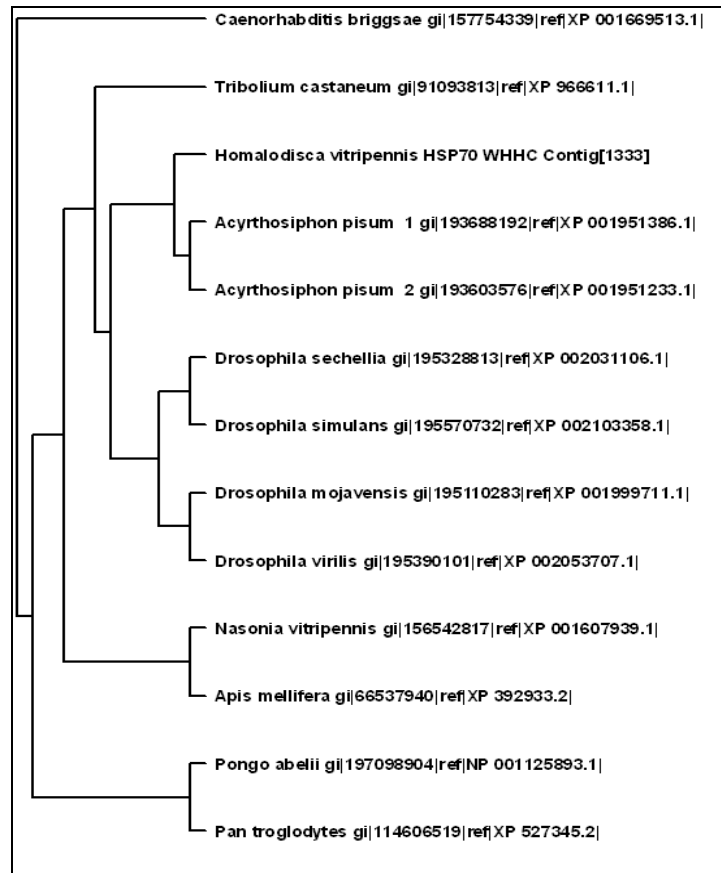 Caenorhabditis briggsae gi|157754339|ref|XP 001669513.1|
Tribolium castaneum gi|91093813|ref|XP 966611.1|
Homalodisca vitripennis HSP70 WHHC Contig[1333]
Acyrthosiphon pisum 1 gi|193688192|ref|XP 001951386.1|
Acyrthosiphon pisum 2 gi|193603576|ref|XP 001951233.1|
Drosophila sechellia gi|195328813|ref|XP 002031106.1|
Drosophila simulans gi|195570732|ref|XP 002103358.1|
Drosophila mojavensis gi|195110283|ref|XP 001999711.1|
Drosophila virilis gi|195390101|ref|XP 002053707.1|
Nasonia vitripennis gi|156542817|ref|XP 001607939.1|
Apis mellifera gi|66537940|ref|XP 392933.2|
Pongo abelii gi|197098904|ref|NP 001125893.1|
Pan troglodytes gi|114606519|ref|XP 527345.2|